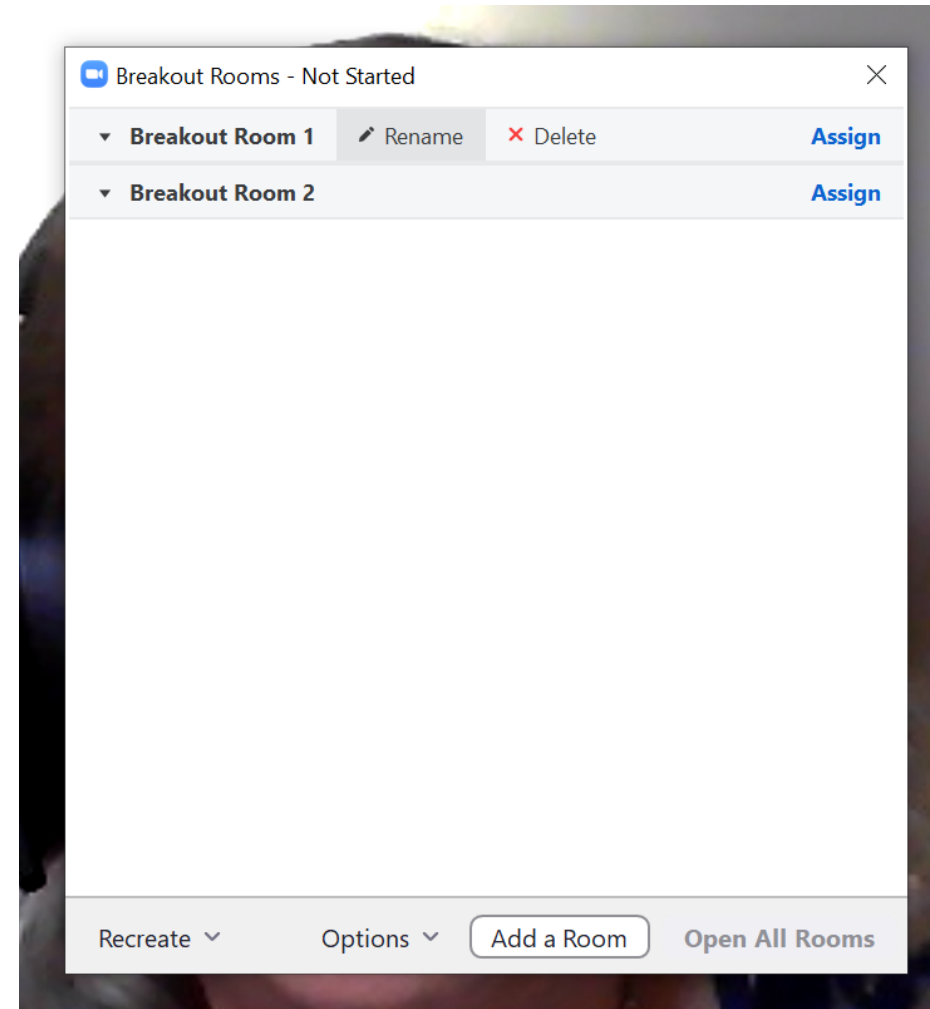 Breakout Rooms - Not Started
Breakout Room 1 Rename Delete Assign
Breakout Room 2 Assign
Recreate Options Add a Room Open All Rooms